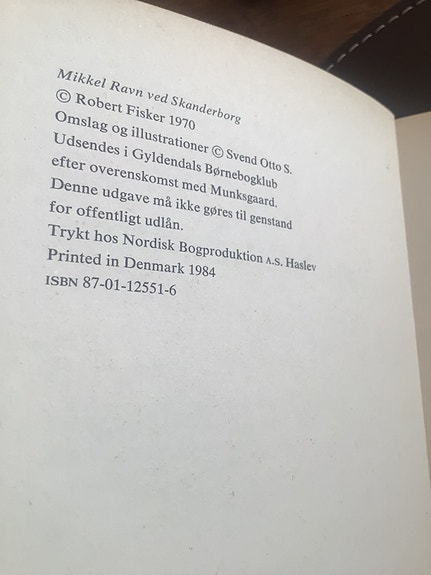 Mikkel Ravn ved Skanderborg
© Robert Fisker 1970
Omslag og illustrationer © Svend Otto S.
Udsendes i Gyldendals Børnebogklub
efter overenskomst med Munksgaard.
Denne udgave må ikke gøres til genstand
for offentligt udlån.
Trykt hos Nordisk Bogproduktion A.S. Haslev
Printed in Denmark 1984
ISBN 87-01-12551-6